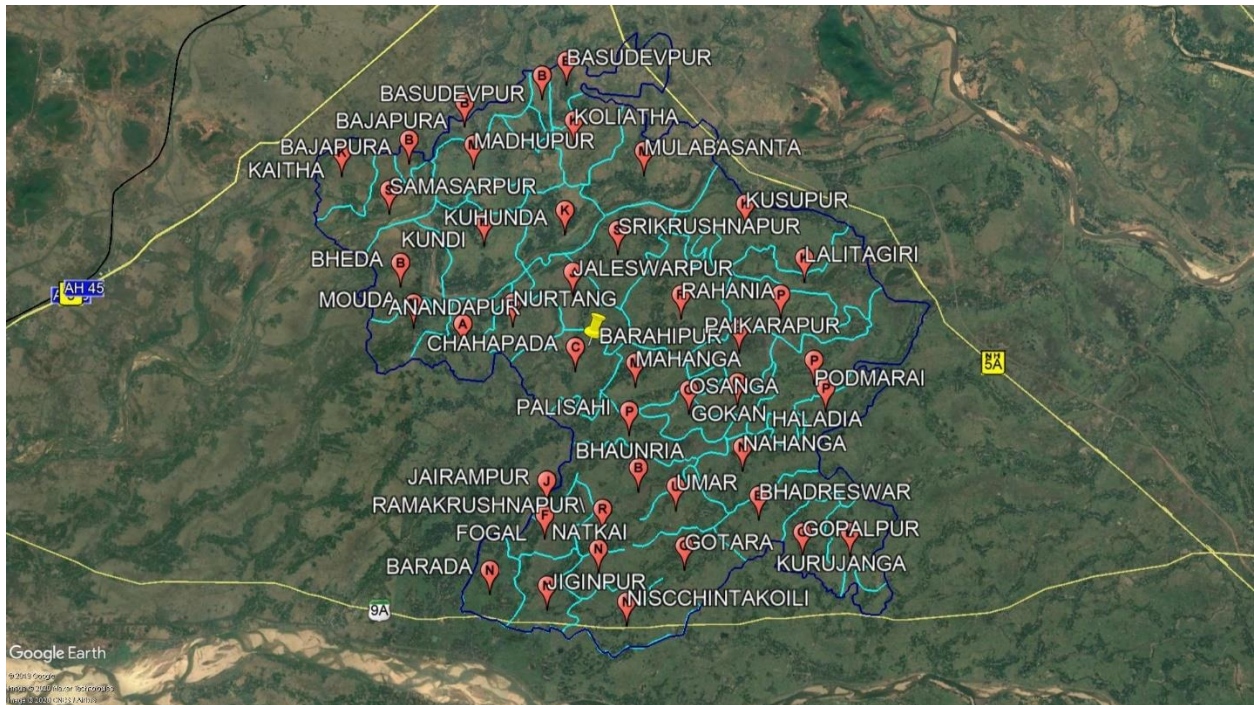 BASUDEVPUR
BASUDEVPUR
KOLIATHA
BAJAPURA
MADHUPUR
BAJAPURA
MULABASANTA
KAITHA
SAMASARPUR
KUSUPUR
KUHUNDA
SRIKRUSHNAPUR
KUNDI
LALITAGIRI
BHEDA
JALESWARPUR
AH 45
MOUDA
ANANDAPUR
NURTANG
RAHANIA
PAIKARAPUR
CHAHAPADA
BARAHIPUR
MAHANGA
NH
5A
PODMARAI
OSANGA
PALISAHI
GOKAN
HALADIA
BHAUNRIA
NAHANGA
JAIRAMPUR
UMAR
BHADRESWAR
RAMAKRUSHNAPUR\
FOGAL
NATKAI
GOPALPUR
GOTARA
KURUJANGA
BARADA
JIGINPUR
NISCCHINTAKOILI
9A
Google Earth